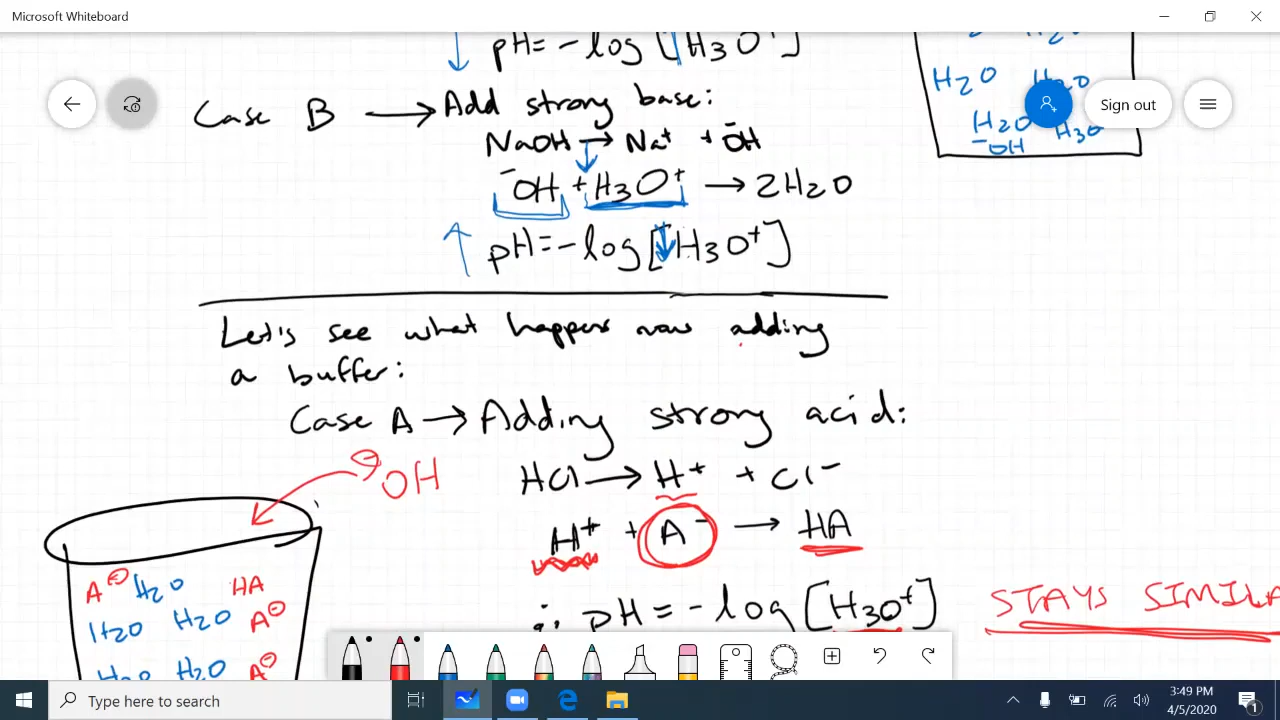 Microsoft Whiteboard
pH = - log [H3O+]
H2O
H2O H2O
H2O
-OH H3O
Sign out
Case B → Add strong base:
NaOH → Na+ + -OH
-OH + H3O+ → 2H2O
pH = - log [H3O+]
Let's see what happens now adding
a buffer:
Case A → Adding strong acid:
HCl → H+ + Cl-
H+ + A- → HA
∴ pH = - log [H3O+]
STAYS SIMILA
-OH
A- H2O HA
H2O H2O A-
H2O H2O A-
Type here to search
3:49 PM
4/5/2020
1